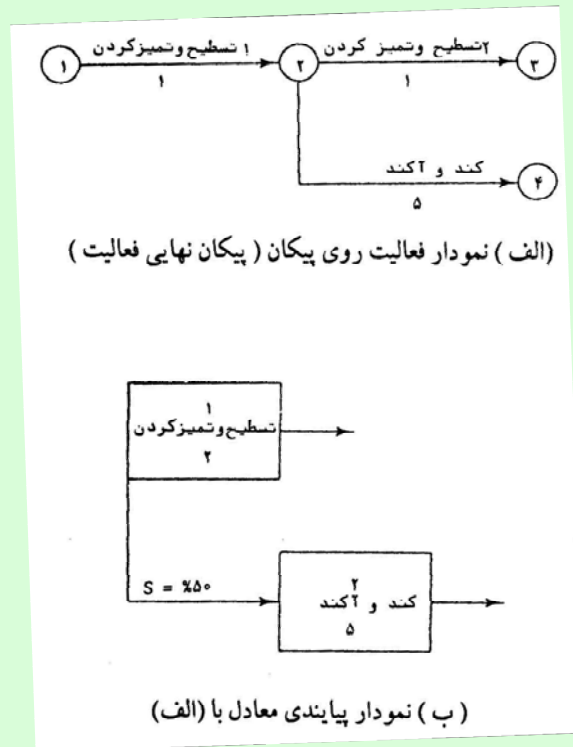 تسطیح وتمیزکردن ۱
۲تسطیح وتمیز کردن
۱
۲
۳
۱
۱
کند و آکند
۴
۵
(الف) نمودار فعالیت روی پیکان ( پیکان نهایی فعالیت )
۱
تسطیح‌وتمیزکردن
۲
S = %۵۰
۲
کند و آکند
۵
( ب ) نمودار پیایندی معادل با (الف)